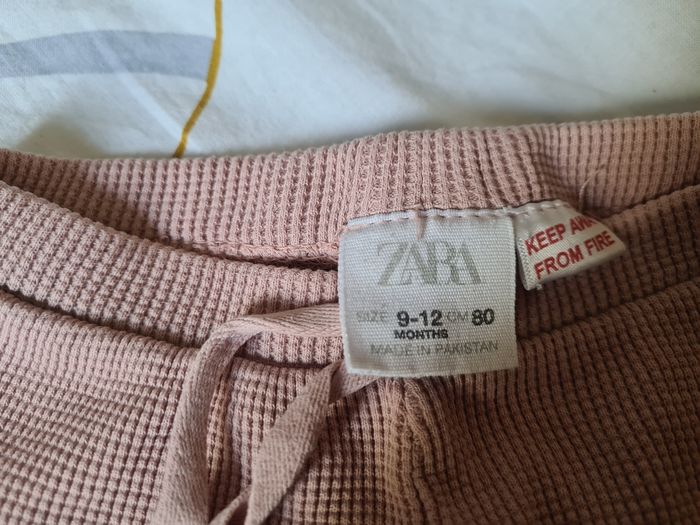 ZARA
SIZE 9-12 CM 80
MONTHS
MADE IN PAKISTAN
KEEP AWAY
FROM FIRE